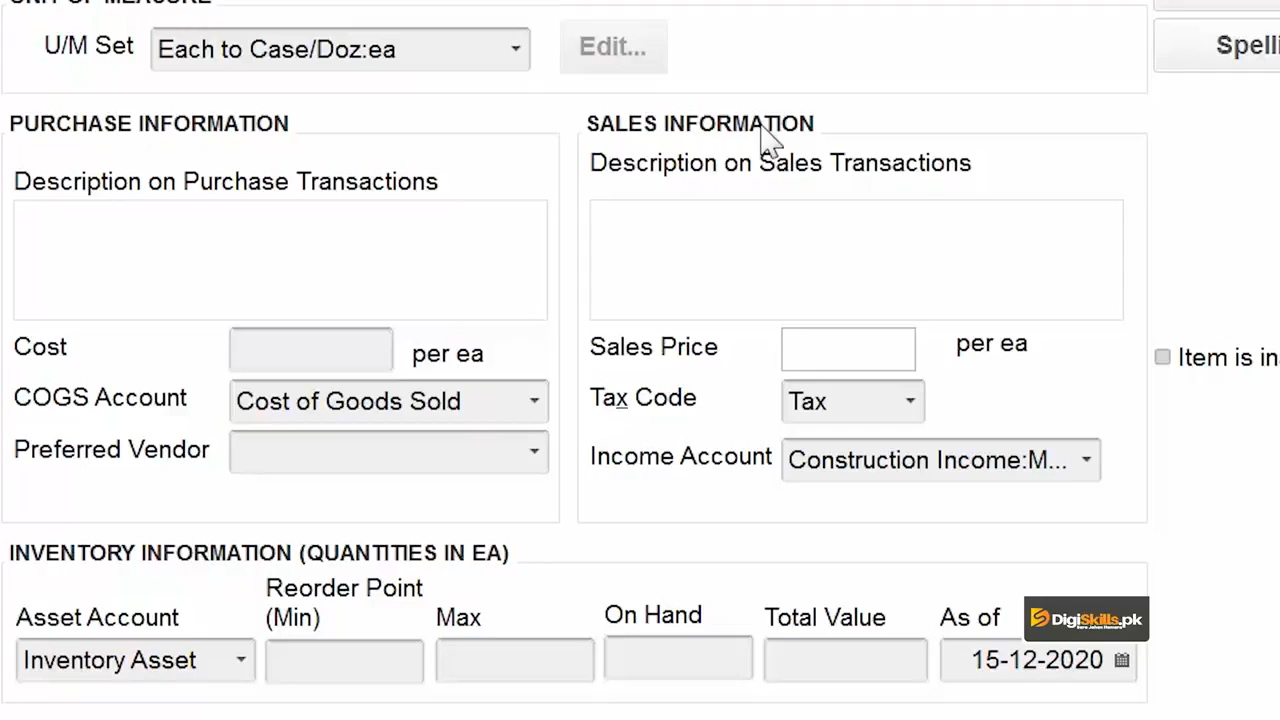 UNIT OF MEASURE
U/M Set Each to Case/Doz:ea Edit...
Spelli
PURCHASE INFORMATION
Description on Purchase Transactions
Cost per ea
COGS Account Cost of Goods Sold
Preferred Vendor
SALES INFORMATION
Description on Sales Transactions
Sales Price per ea
Tax Code Tax
Income Account Construction Income:M...
Item is in
INVENTORY INFORMATION (QUANTITIES IN EA)
Asset Account Reorder Point (Min) Max On Hand Total Value As of
Inventory Asset 15-12-2020
DigiSkills.pk